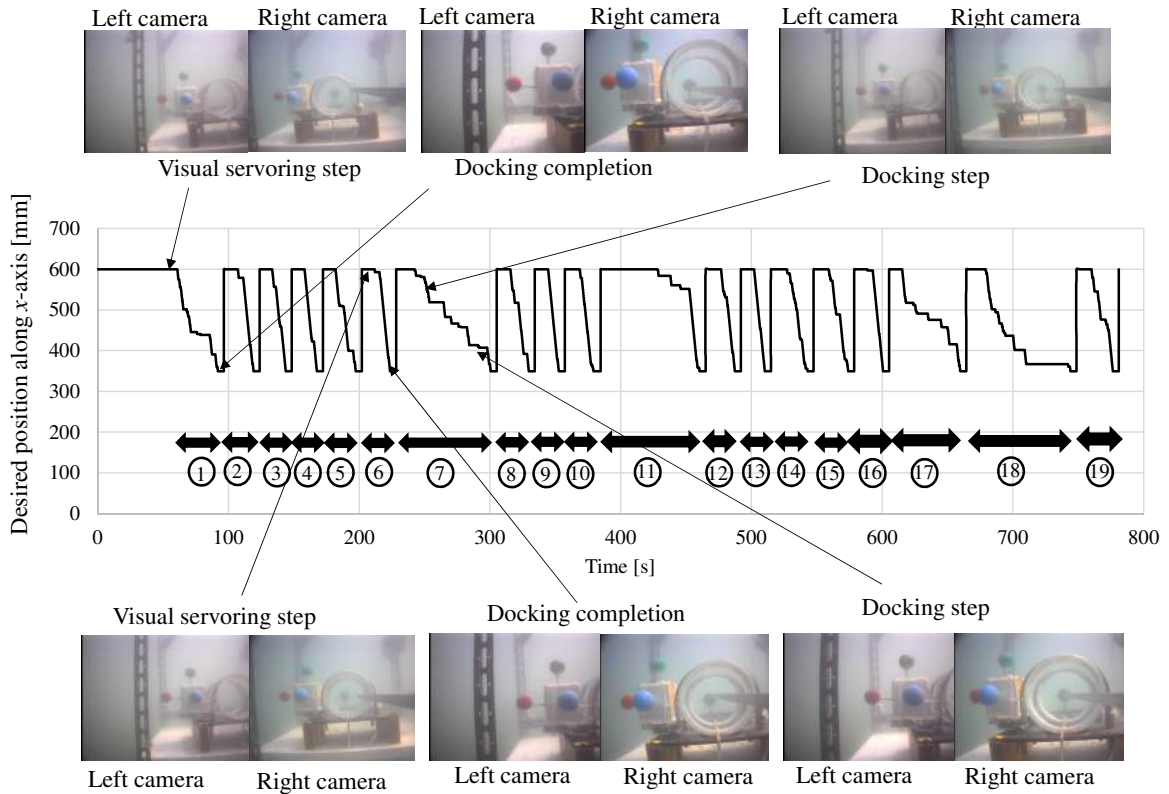 Left camera
Right camera
Left camera
Right camera
Left camera
Right camera
Visual servoring step
Docking completion
Docking step
Desired position along x-axis [mm]
700
600
500
400
300
200
100
0
1 2 3 4 5 6 7 8 9 10 11 12 13 14 15 16 17 18 19
0 100 200 300 400 500 600 700 800
Time [s]
Visual servoring step
Docking completion
Docking step
Left camera
Right camera
Left camera
Right camera
Left camera
Right camera